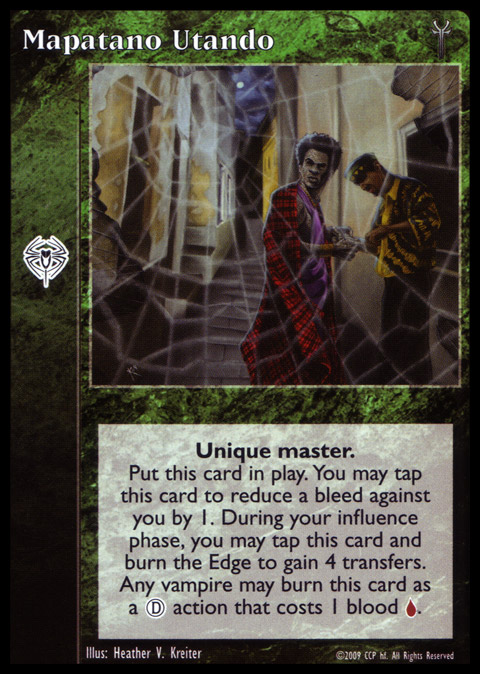 Mapatano Utando
Unique master.
Put this card in play. You may tap
this card to reduce a bleed against
you by 1. During your influence
phase, you may tap this card and
burn the Edge to gain 4 transfers.
Any vampire may burn this card as
a Ⓓ action that costs 1 blood.
Illus: Heather V. Kreiter
©2009 CCP hf. All Rights Reserved